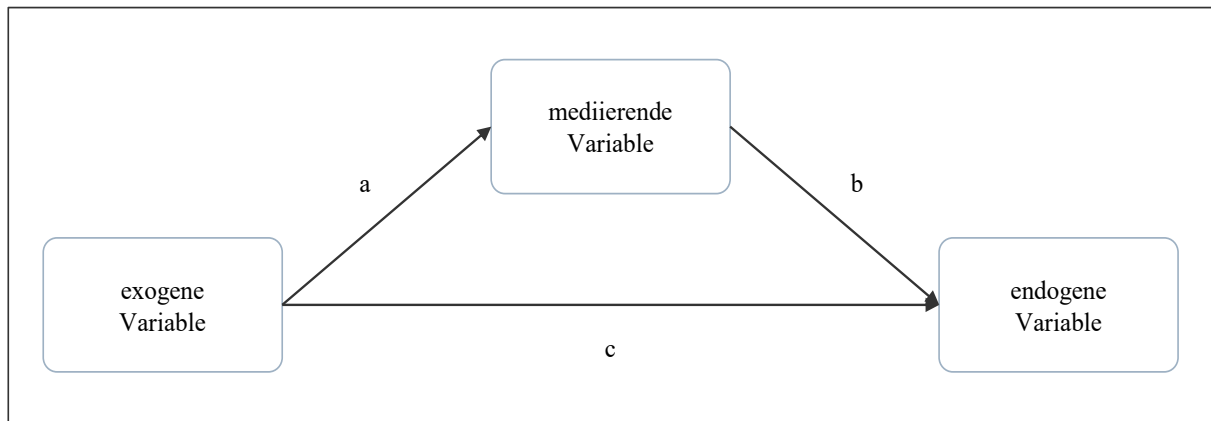 mediierende
Variable
a
b
exogene
Variable
endogene
Variable
c